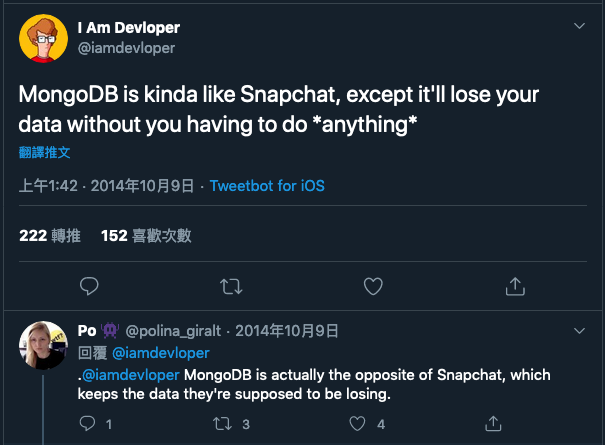 I Am Devloper
@iamdevloper
MongoDB is kinda like Snapchat, except it'll lose your
data without you having to do *anything*
翻譯推文
上午1:42 · 2014年10月9日 · Tweetbot for iOS
222 轉推 152 喜歡次數
Po @polina_giralt · 2014年10月9日
回覆 @iamdevloper
.@iamdevloper MongoDB is actually the opposite of Snapchat, which
keeps the data they're supposed to be losing.
1 3 4